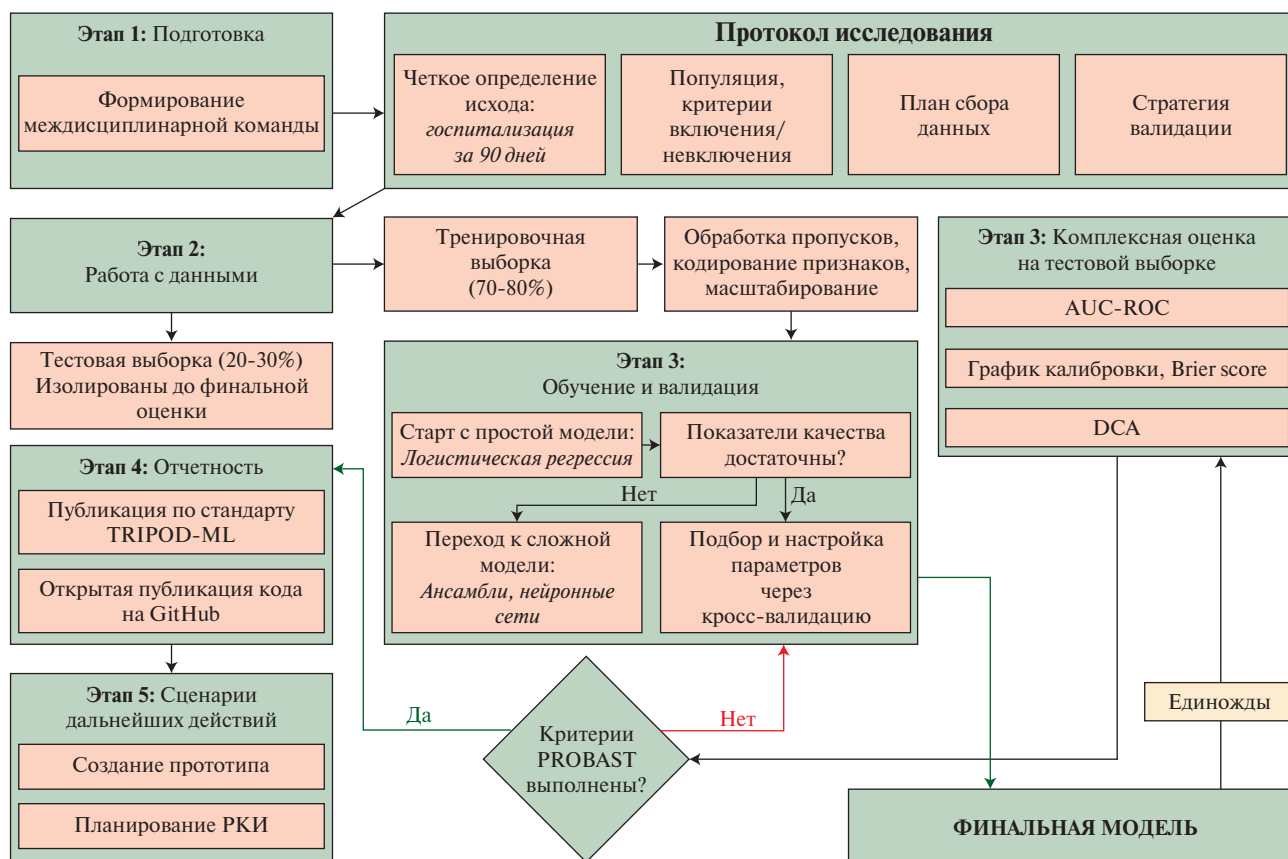 Этап 1: Подготовка
Формирование
междисциплинарной команды
Протокол исследования
Четкое определение
исхода:
госпитализация
за 90 дней
Популяция,
критерии
включения/
невключения
План сбора
данных
Стратегия
валидации
Этап 2:
Работа с данными
Тренировочная
выборка
(70-80%)
Обработка пропусков,
кодирование признаков,
масштабирование
Этап 3: Комплексная оценка
на тестовой выборке
AUC-ROC
График калибровки, Brier score
DCA
Тестовая выборка (20-30%)
Изолированы до финальной
оценки
Этап 3:
Обучение и валидация
Старт с простой модели:
Логистическая регрессия
Показатели качества
достаточны?
Нет
Да
Переход к сложной
модели:
Ансамбли, нейронные
сети
Подбор и настройка
параметров
через
кросс-валидацию
Этап 4: Отчетность
Публикация по стандарту
TRIPOD-ML
Открытая публикация кода
на GitHub
Этап 5: Сценарии
дальнейших действий
Создание прототипа
Планирование РКИ
Да
Нет
Критерии
PROBAST
выполнены?
Единожды
ФИНАЛЬНАЯ МОДЕЛЬ